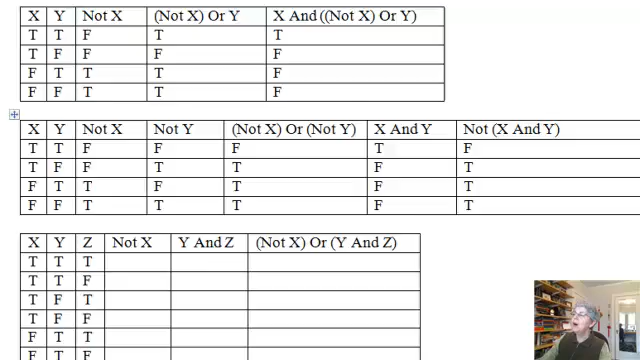 X Y Not X (Not X) Or Y X And ((Not X) Or Y)
T T F T T
T F F F F
F T T T F
F F T T F
X Y Not X Not Y (Not X) Or (Not Y) X And Y Not (X And Y)
T T F F F T F
T F F T T F T
F T T F T F T
F F T T T F T
X Y Z Not X Y And Z (Not X) Or (Y And Z)
T T T
T T F
T F T
T F F
F T T
F T F